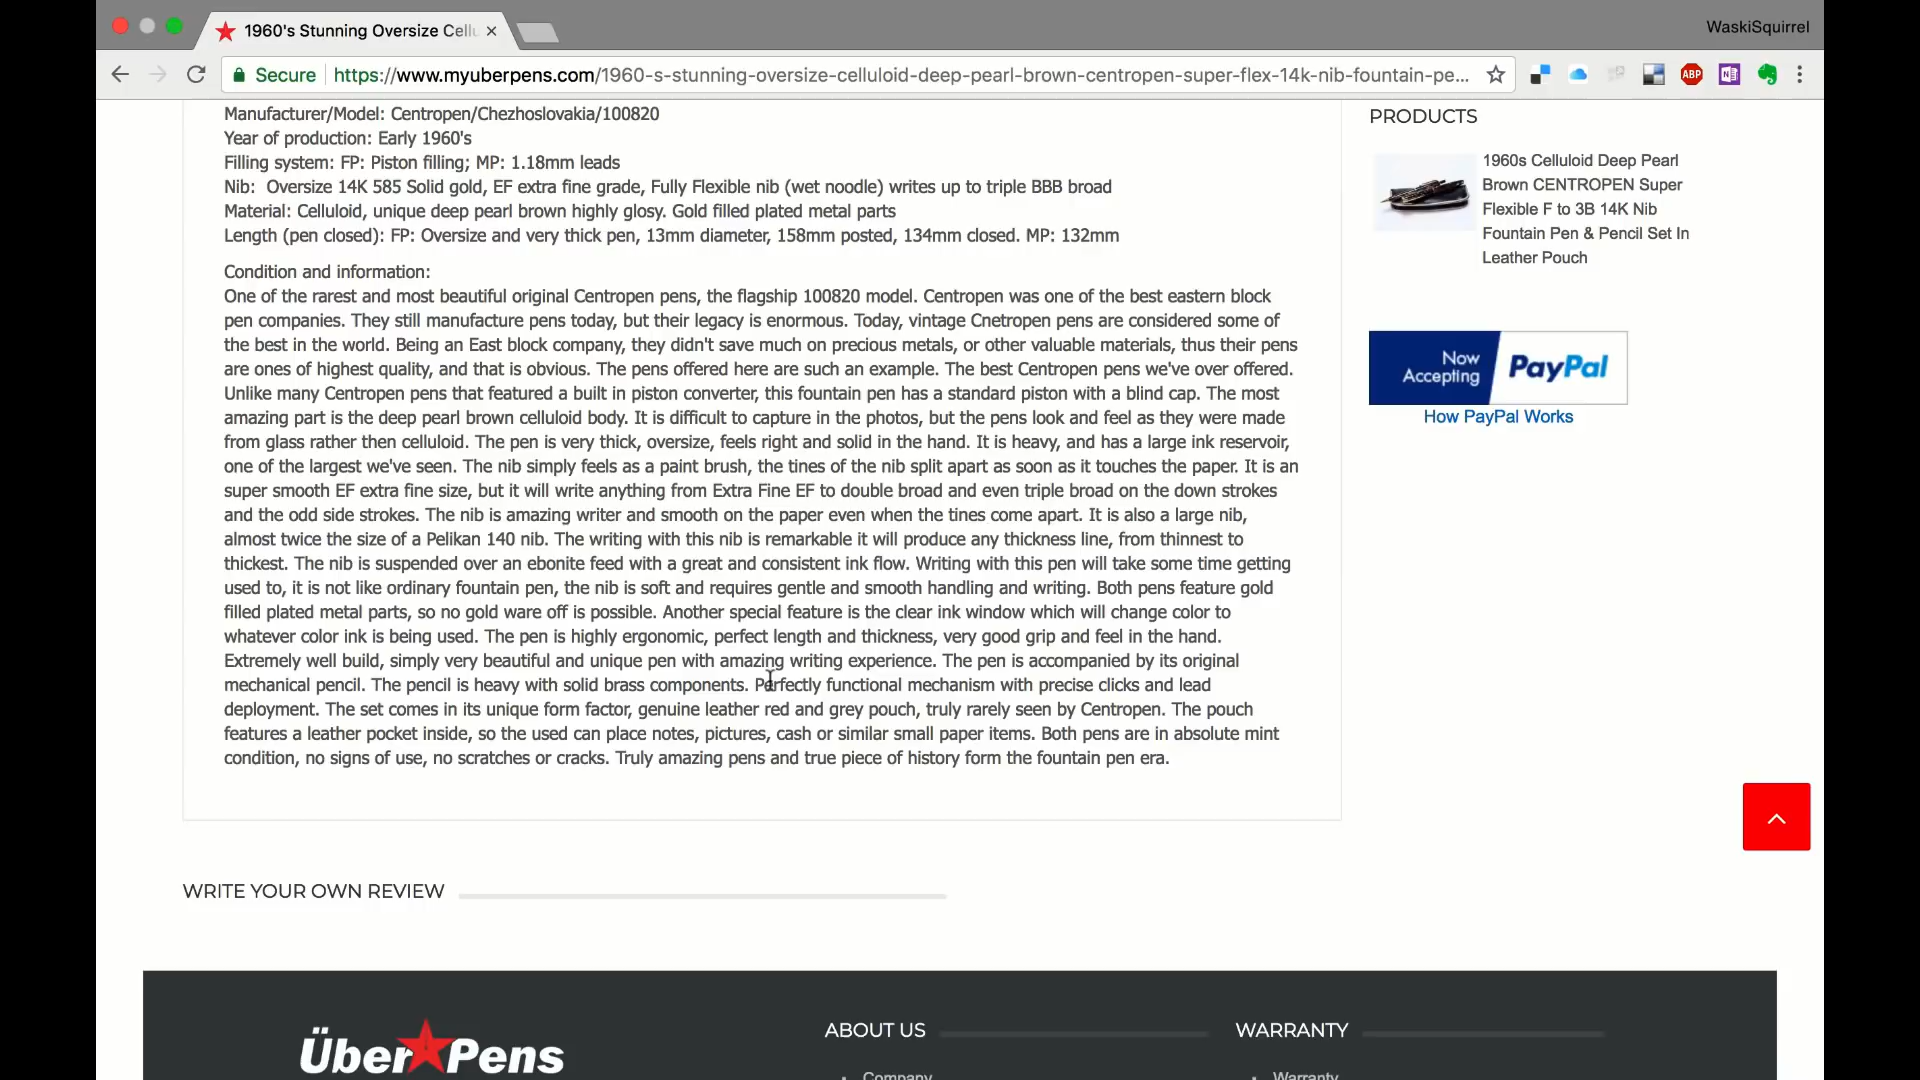 1960's Stunning Oversize Cellu
WaskiSquirrel
Secure https://www.myuberpens.com/1960-s-stunning-oversize-celluloid-deep-pearl-brown-centropen-super-flex-14k-nib-fountain-pe...
ABP
Manufacturer/Model: Centropen/Chezhoslovakia/100820
Year of production: Early 1960's
Filling system: FP: Piston filling; MP: 1.18mm leads
Nib: Oversize 14K 585 Solid gold, EF extra fine grade, Fully Flexible nib (wet noodle) writes up to triple BBB broad
Material: Celluloid, unique deep pearl brown highly glosy. Gold filled plated metal parts
Length (pen closed): FP: Oversize and very thick pen, 13mm diameter, 158mm posted, 134mm closed. MP: 132mm
Condition and information:
One of the rarest and most beautiful original Centropen pens, the flagship 100820 model. Centropen was one of the best eastern block
pen companies. They still manufacture pens today, but their legacy is enormous. Today, vintage Cnetropen pens are considered some of
the best in the world. Being an East block company, they didn't save much on precious metals, or other valuable materials, thus their pens
are ones of highest quality, and that is obvious. The pens offered here are such an example. The best Centropen pens we've over offered.
Unlike many Centropen pens that featured a built in piston converter, this fountain pen has a standard piston with a blind cap. The most
amazing part is the deep pearl brown celluloid body. It is difficult to capture in the photos, but the pens look and feel as they were made
from glass rather then celluloid. The pen is very thick, oversize, feels right and solid in the hand. It is heavy, and has a large ink reservoir,
one of the largest we've seen. The nib simply feels as a paint brush, the tines of the nib split apart as soon as it touches the paper. It is an
super smooth EF extra fine size, but it will write anything from Extra Fine EF to double broad and even triple broad on the down strokes
and the odd side strokes. The nib is amazing writer and smooth on the paper even when the tines come apart. It is also a large nib,
almost twice the size of a Pelikan 140 nib. The writing with this nib is remarkable it will produce any thickness line, from thinnest to
thickest. The nib is suspended over an ebonite feed with a great and consistent ink flow. Writing with this pen will take some time getting
used to, it is not like ordinary fountain pen, the nib is soft and requires gentle and smooth handling and writing. Both pens feature gold
filled plated metal parts, so no gold ware off is possible. Another special feature is the clear ink window which will change color to
whatever color ink is being used. The pen is highly ergonomic, perfect length and thickness, very good grip and feel in the hand.
Extremely well build, simply very beautiful and unique pen with amazing writing experience. The pen is accompanied by its original
mechanical pencil. The pencil is heavy with solid brass components. Perfectly functional mechanism with precise clicks and lead
deployment. The set comes in its unique form factor, genuine leather red and grey pouch, truly rarely seen by Centropen. The pouch
features a leather pocket inside, so the used can place notes, pictures, cash or similar small paper items. Both pens are in absolute mint
condition, no signs of use, no scratches or cracks. Truly amazing pens and true piece of history form the fountain pen era.
PRODUCTS
1960s Celluloid Deep Pearl
Brown CENTROPEN Super
Flexible F to 3B 14K Nib
Fountain Pen & Pencil Set In
Leather Pouch
Now
Accepting
PayPal
How PayPal Works
WRITE YOUR OWN REVIEW
Über Pens
ABOUT US
Company
WARRANTY
Warranty